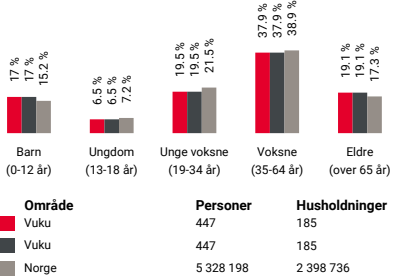 17 % 17 % 15.2 % 6.5 % 6.5 % 7.2 % 19.5 % 19.5 % 21.5 % 37.9 % 37.9 % 38.9 % 19.1 % 19.1 % 17.3 %
Barn Ungdom Unge voksne Voksne Eldre
(0-12 år) (13-18 år) (19-34 år) (35-64 år) (over 65 år)
Område Personer Husholdninger
Vuku 447 185
Vuku 447 185
Norge 5 328 198 2 398 736